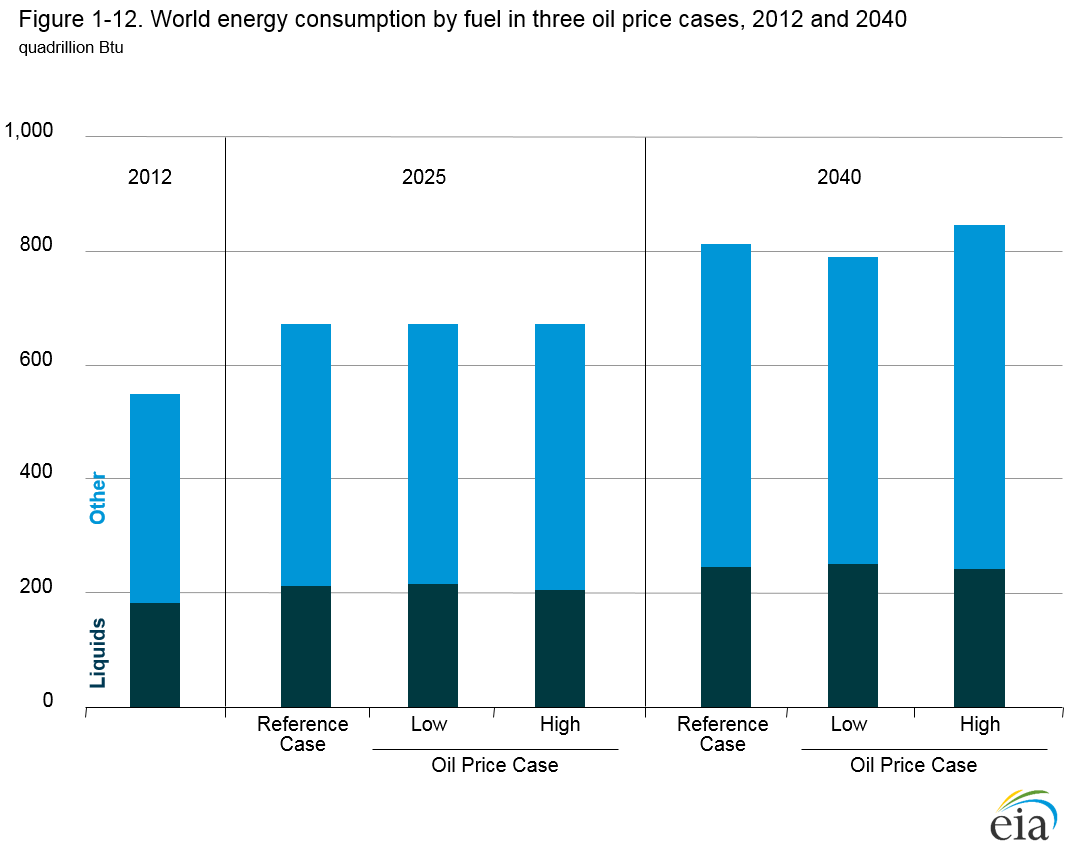 Figure 1-12. World energy consumption by fuel in three oil price cases, 2012 and 2040
quadrillion Btu
1,000
2012
2025
2040
800
600
400
Other
200
Liquids
0
Reference
Case
Low
High
Reference
Case
Low
High
Oil Price Case
Oil Price Case
eia